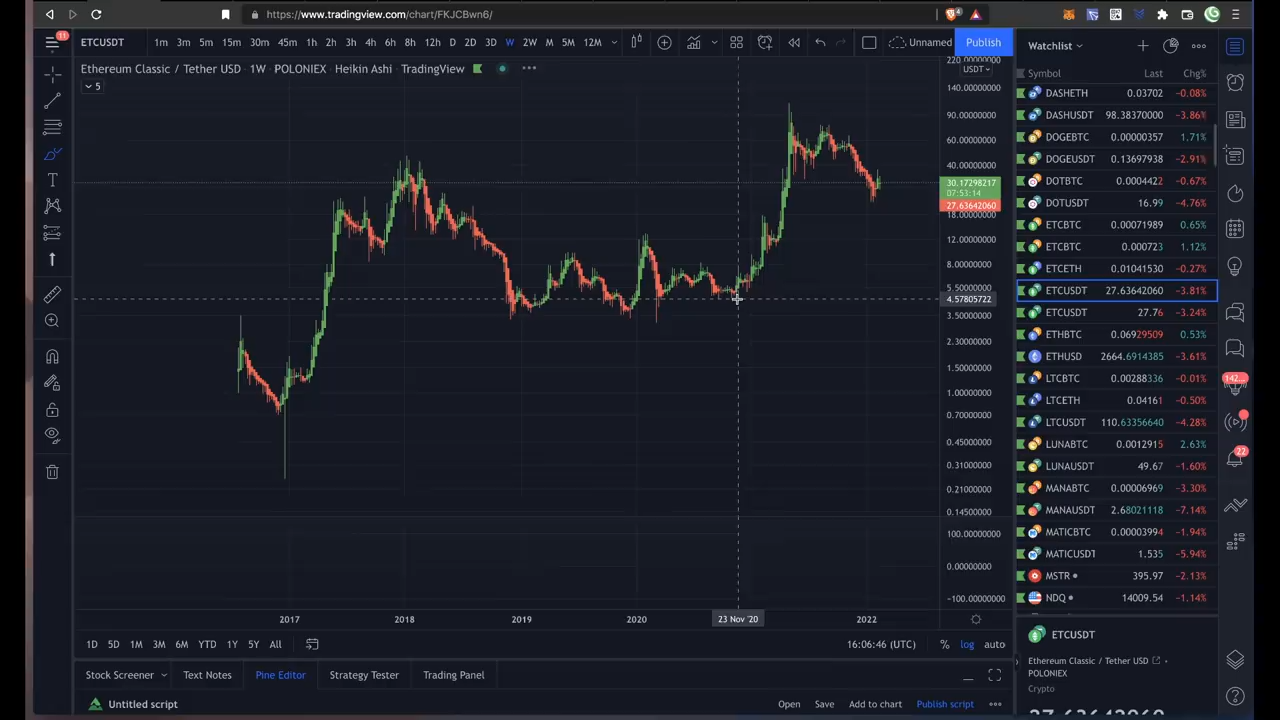 https://www.tradingview.com/chart/FKJCBwn6/
4
11
ETCUSDT 1m 3m 5m 15m 30m 45m 1h 2h 3h 4h 6h 8h 12h D 2D 3D W 2W M 5M 12M Unnamed Publish
Watchlist
Ethereum Classic / Tether USD · 1W · POLONIEX · Heikin Ashi · TradingView
5
220.00000000
USDT
140.00000000
90.00000000
60.00000000
40.00000000
30.17298217
07:53:14
27.63642060
18.00000000
12.00000000
8.00000000
5.50000000
4.57805722
3.50000000
2.30000000
1.50000000
1.00000000
0.70000000
0.45000000
0.31000000
0.21000000
0.14500000
100.00000000
0.00000000
−100.00000000
2017 2018 2019 2020 23 Nov '20 2022
1D 5D 1M 3M 6M YTD 1Y 5Y All 16:06:46 (UTC) % log auto
Stock Screener Text Notes Pine Editor Strategy Tester Trading Panel
Untitled script Open Save Add to chart Publish script
Symbol Last Chg%
DASHETH 0.03702 −0.08%
DASHUSDT 98.38370000 −3.86%
DOGEBTC 0.00000357 1.71%
DOGEUSDT 0.13697938 −2.91%
DOTBTC 0.0004422 −0.67%
DOTUSDT 16.99 −4.76%
ETCBTC 0.00071989 0.65%
ETCBTC 0.000723 1.12%
ETCETH 0.01041530 −0.27%
ETCUSDT 27.63642060 −3.81%
ETCUSDT 27.76 −3.24%
ETHBTC 0.06929509 0.53%
ETHUSD 2664.6914385 −3.61%
LTCBTC 0.00288336 −0.01%
LTCETH 0.04161 −0.50%
LTCUSDT 110.63356640 −4.28%
LUNABTC 0.0012915 2.63%
LUNAUSDT 49.67 −1.60%
MANABTC 0.00006969 −3.30%
MANAUSDT 2.68021118 −7.14%
MATICBTC 0.00003994 −1.94%
MATICUSDT 1.535 −5.94%
MSTR 395.97 −2.13%
NDQ 14009.54 −1.14%
ETCUSDT
Ethereum Classic / Tether USD
POLONIEX
Crypto
27.63642060
142...
22